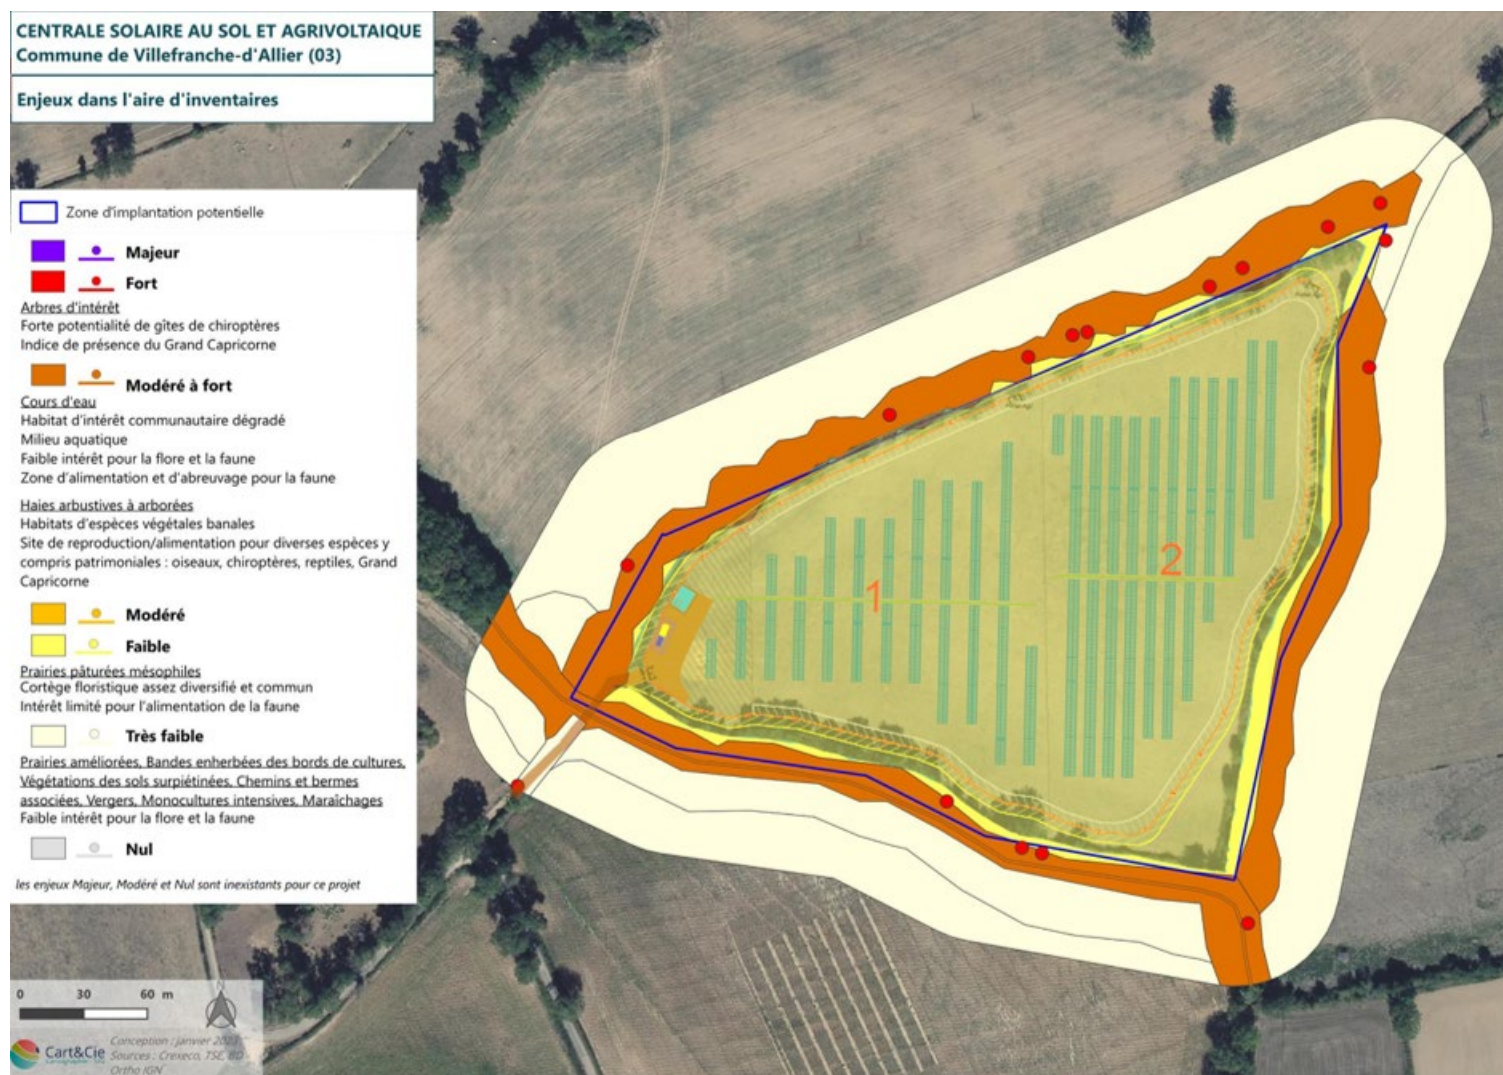 CENTRALE SOLAIRE AU SOL ET AGRIVOLTAIQUE
Commune de Villefranche-d'Allier (03)
Enjeux dans l'aire d'inventaires
Zone d'implantation potentielle
Majeur
Fort
Arbres d'intérêt
Forte potentialité de gîtes de chiroptères
Indice de présence du Grand Capricorne
Modéré à fort
Cours d'eau
Habitat d'intérêt communautaire dégradé
Milieu aquatique
Faible intérêt pour la flore et la faune
Zone d'alimentation et d'abreuvage pour la faune
Haies arbustives à arborées
Habitats d'espèces végétales banales
Site de reproduction/alimentation pour diverses espèces y
compris patrimoniales : oiseaux, chiroptères, reptiles, Grand
Capricorne
Modéré
Faible
Prairies pâturées mésophiles
Cortège floristique assez diversifié et commun
Intérêt limité pour l'alimentation de la faune
Très faible
Prairies améliorées, Bandes enherbées des bords de cultures,
Végétations des sols surpiétinées, Chemins et bermes
associées, Vergers, Monocultures intensives, Maraîchages
Faible intérêt pour la flore et la faune
Nul
les enjeux Majeur, Modéré et Nul sont inexistants pour ce projet
1
2
0 30 60 m
Cart&Cie
Conception : janvier 2023
Sources : Crexeco, TSE, BD
Ortho IGN